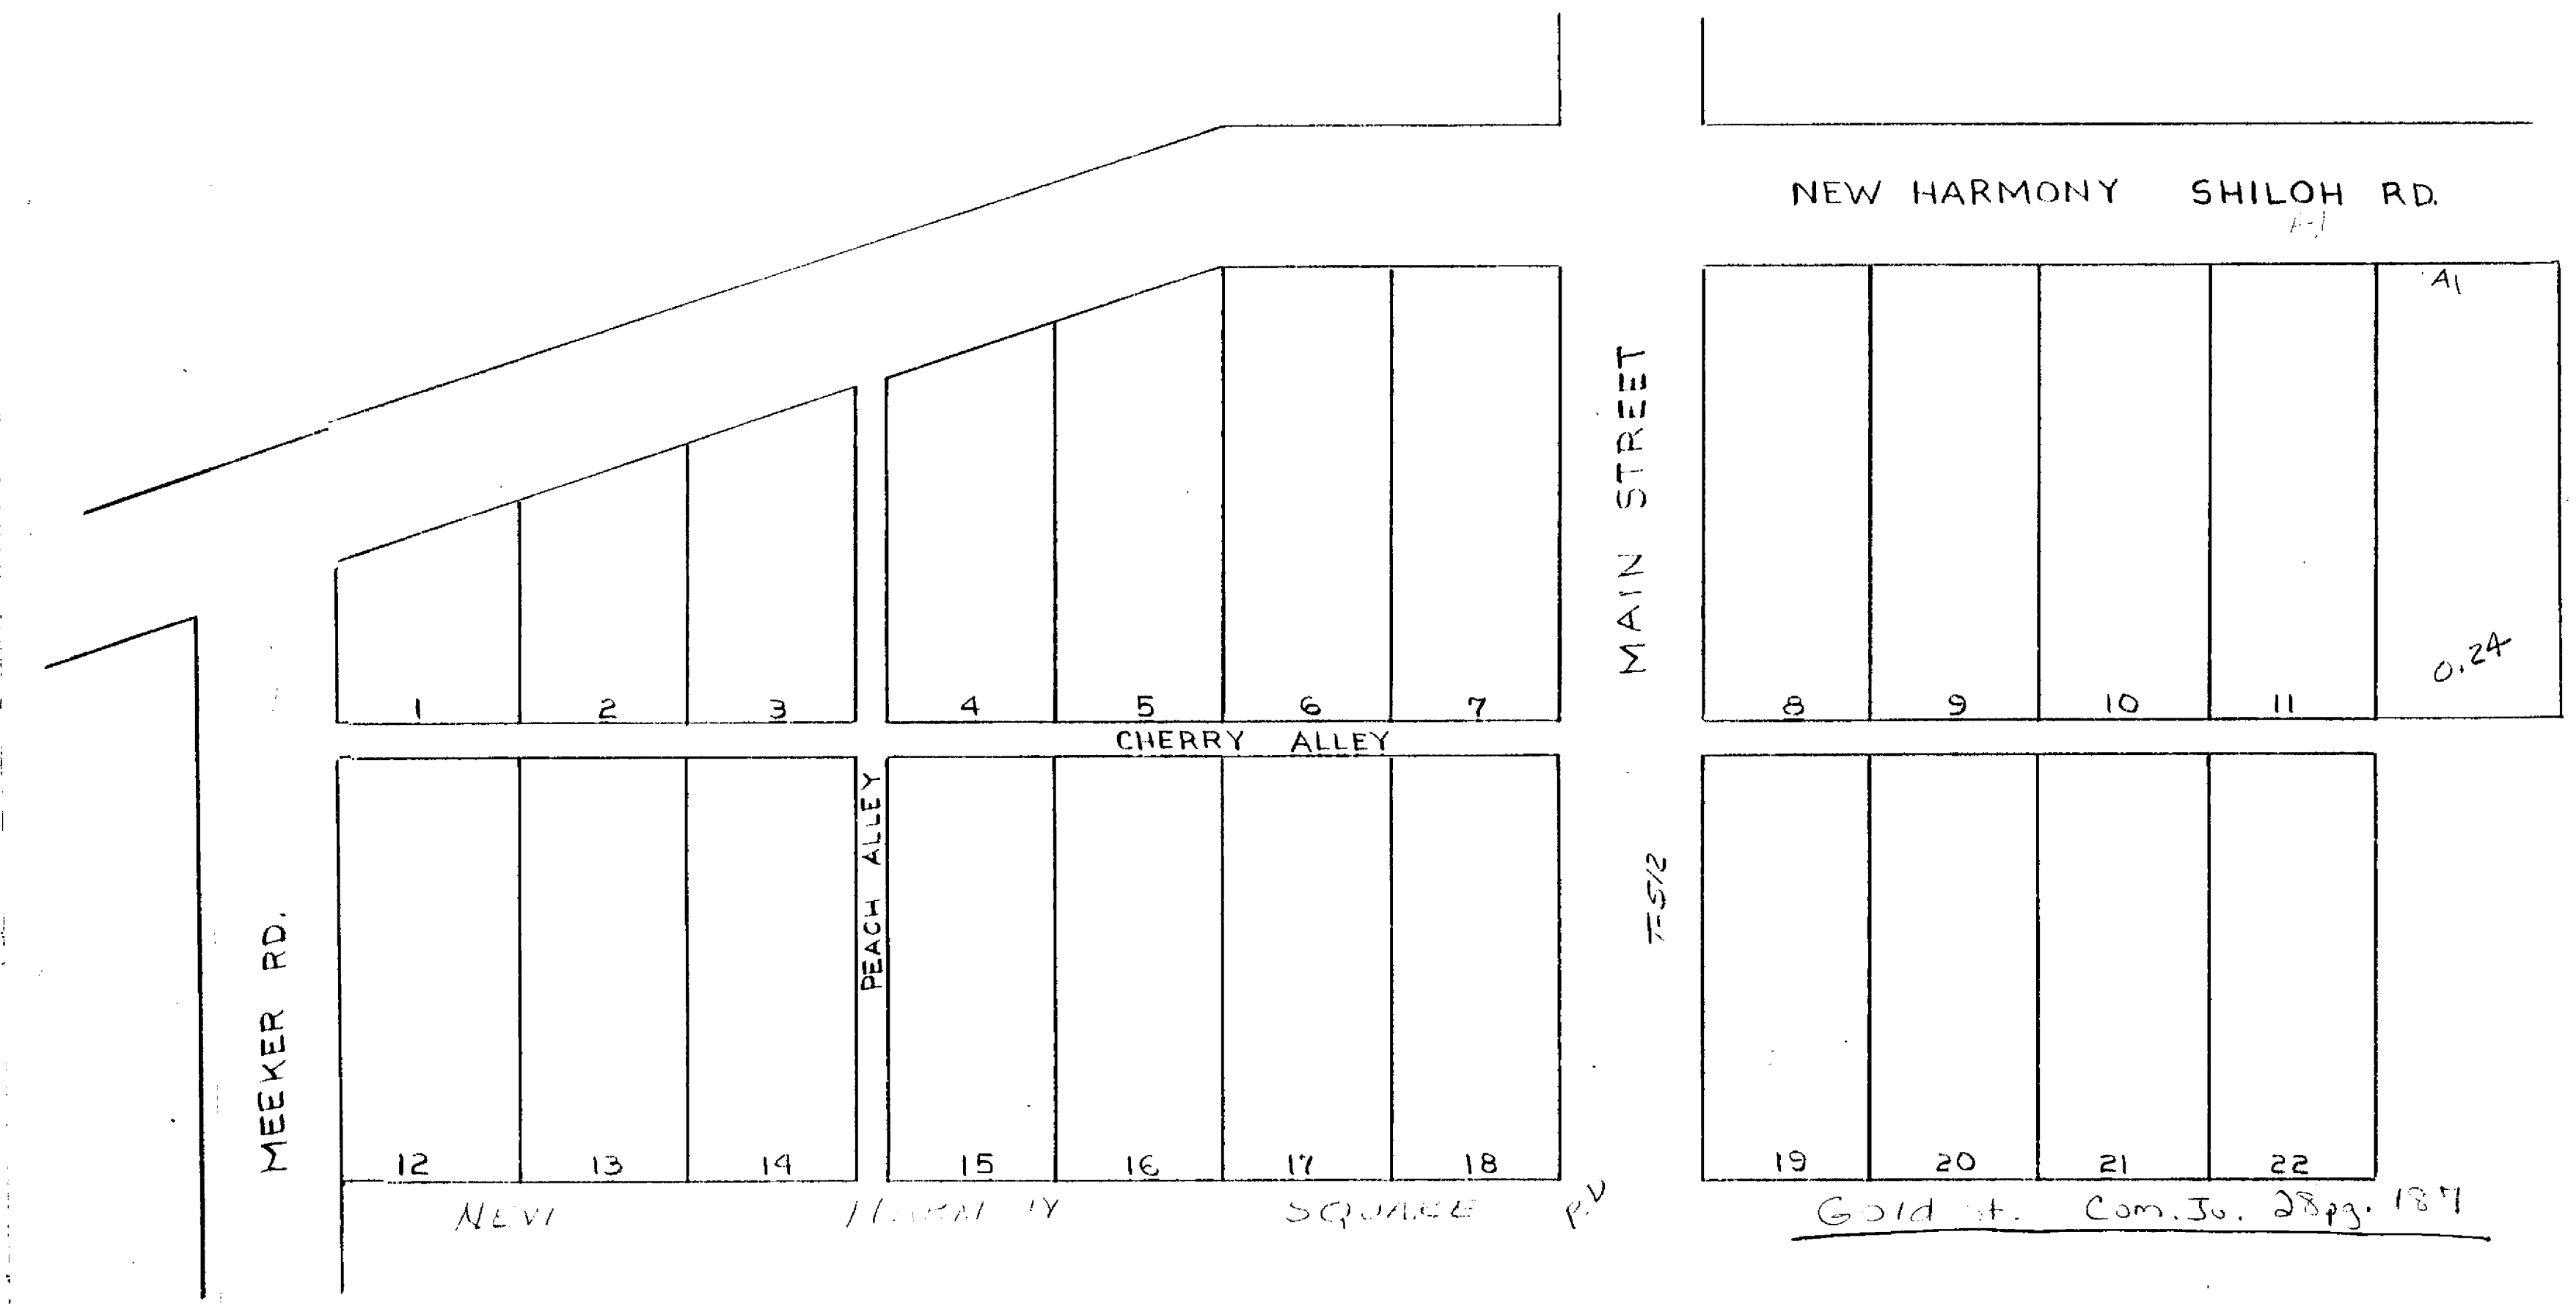 NEW HARMONY SHILOH RD.
A-1
A1
MAIN STREET
0.24
1 2 3 4 5 6 7 8 9 10 11
CHERRY ALLEY
PEACH ALLEY
T-512
MEEKER RD.
12 13 14 15 16 17 18 19 20 21 22
SQUARE
Gold st. Com. Jo. 28 pg. 187